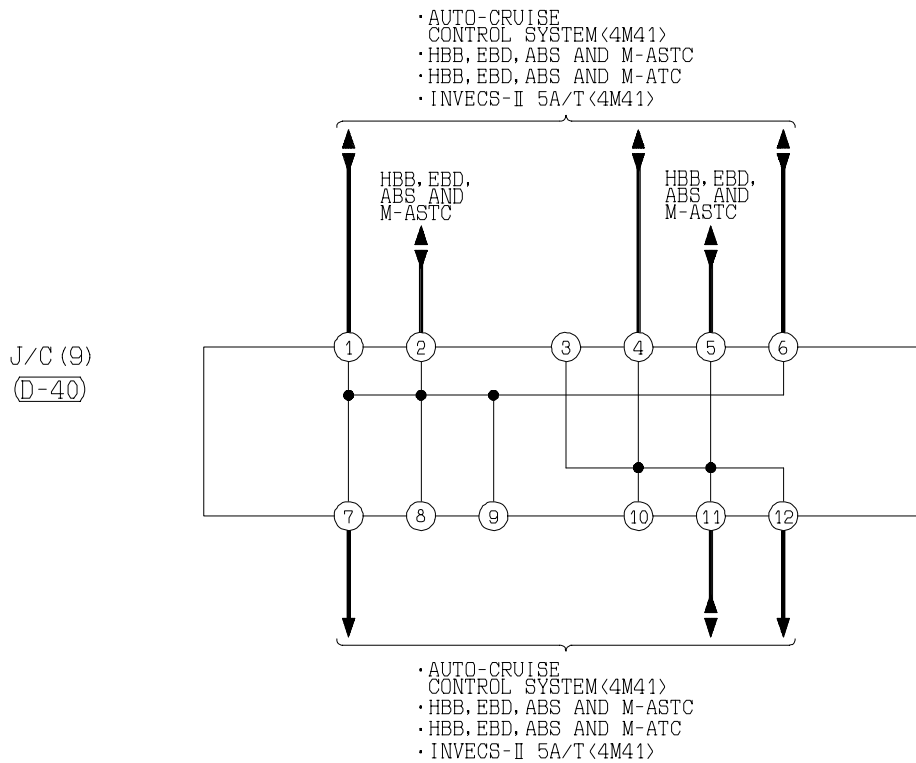 ·AUTO-CRUISE
CONTROL SYSTEM〈4M41〉
·HBB, EBD, ABS AND M-ASTC
·HBB, EBD, ABS AND M-ATC
·INVECS-Ⅱ 5A/T〈4M41〉
HBB, EBD,
ABS AND
M-ASTC
HBB, EBD,
ABS AND
M-ASTC
J/C (9)
D-40
1 2 3 4 5 6
7 8 9 10 11 12
·AUTO-CRUISE
CONTROL SYSTEM〈4M41〉
·HBB, EBD, ABS AND M-ASTC
·HBB, EBD, ABS AND M-ATC
·INVECS-Ⅱ 5A/T〈4M41〉